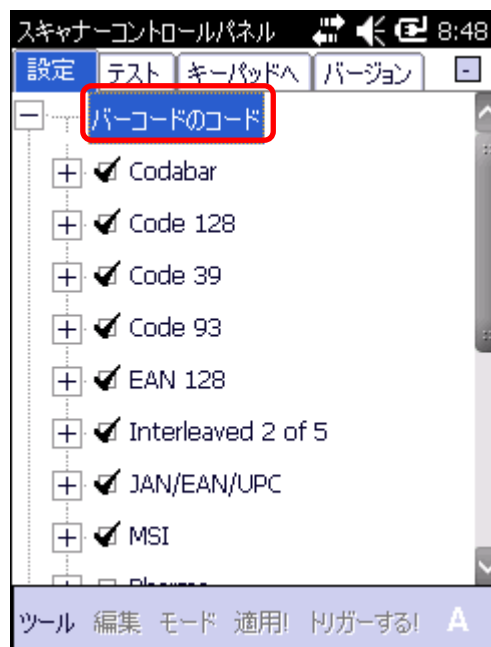 スキャナーコントロールパネル 8:48
設定 テスト キーパッドへ バージョン
バーコードのコード
Codabar
Code 128
Code 39
Code 93
EAN 128
Interleaved 2 of 5
JAN/EAN/UPC
MSI
ツール 編集 モード 適用! トリガーする! A